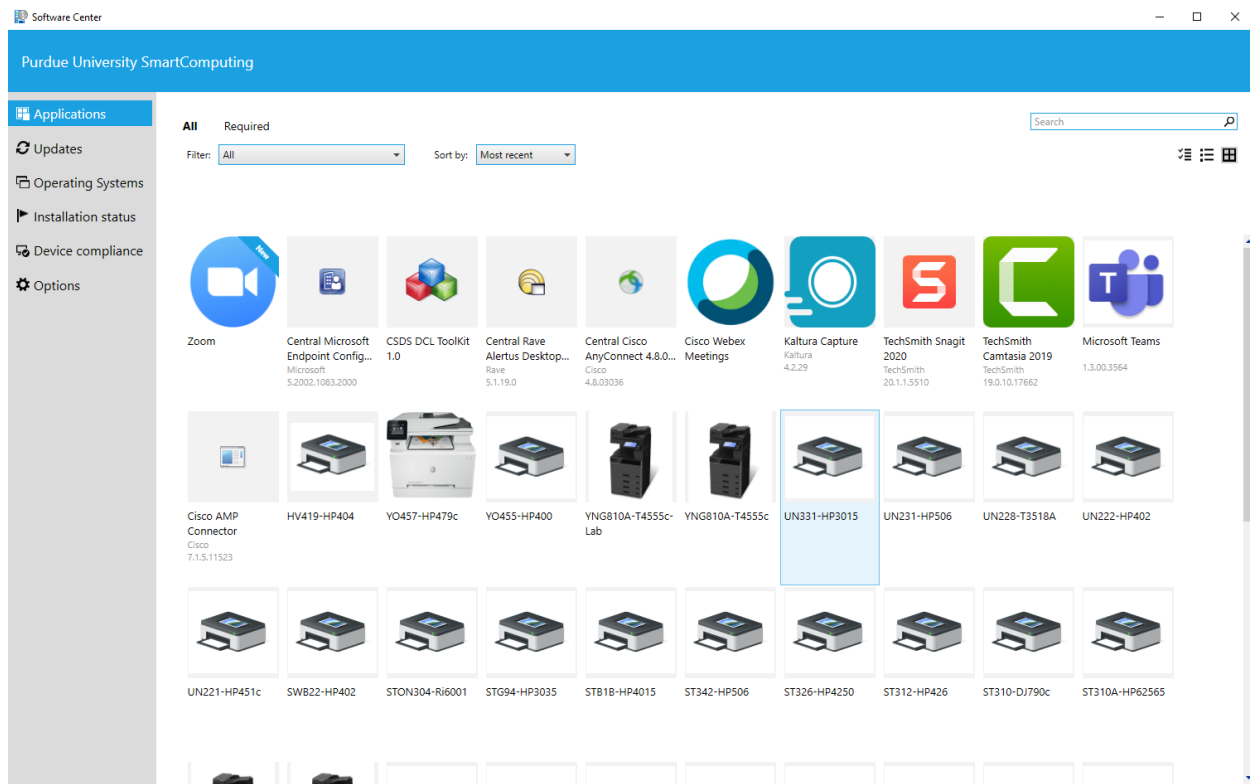 Software Center
Purdue University SmartComputing
Applications
Updates
Operating Systems
Installation status
Device compliance
Options
All Required
Search
Filter: All Sort by: Most recent
New
Zoom
Central Microsoft
Endpoint Config...
Microsoft
5.2002.1083.2000
CSDS DCL ToolKit
1.0
Central Rave
Alertus Desktop...
Rave
5.1.19.0
Central Cisco
AnyConnect 4.8.0...
Cisco
4.8.03036
Cisco Webex
Meetings
Kaltura Capture
Kaltura
4.2.29
TechSmith Snagit
2020
TechSmith
20.1.1.5510
TechSmith
Camtasia 2019
TechSmith
19.0.10.17662
T
Microsoft Teams
1.3.00.3564
Cisco AMP
Connector
Cisco
7.1.5.11523
HV419-HP404
YO457-HP479c
YO455-HP400
YNG810A-T4555c-
Lab
YNG810A-T4555c
UN331-HP3015
UN231-HP506
UN228-T3518A
UN222-HP402
UN221-HP451c
SWB22-HP402
STON304-Ri6001
STG94-HP3035
STB1B-HP4015
ST342-HP506
ST326-HP4250
ST312-HP426
ST310-DJ790c
ST310A-HP62565